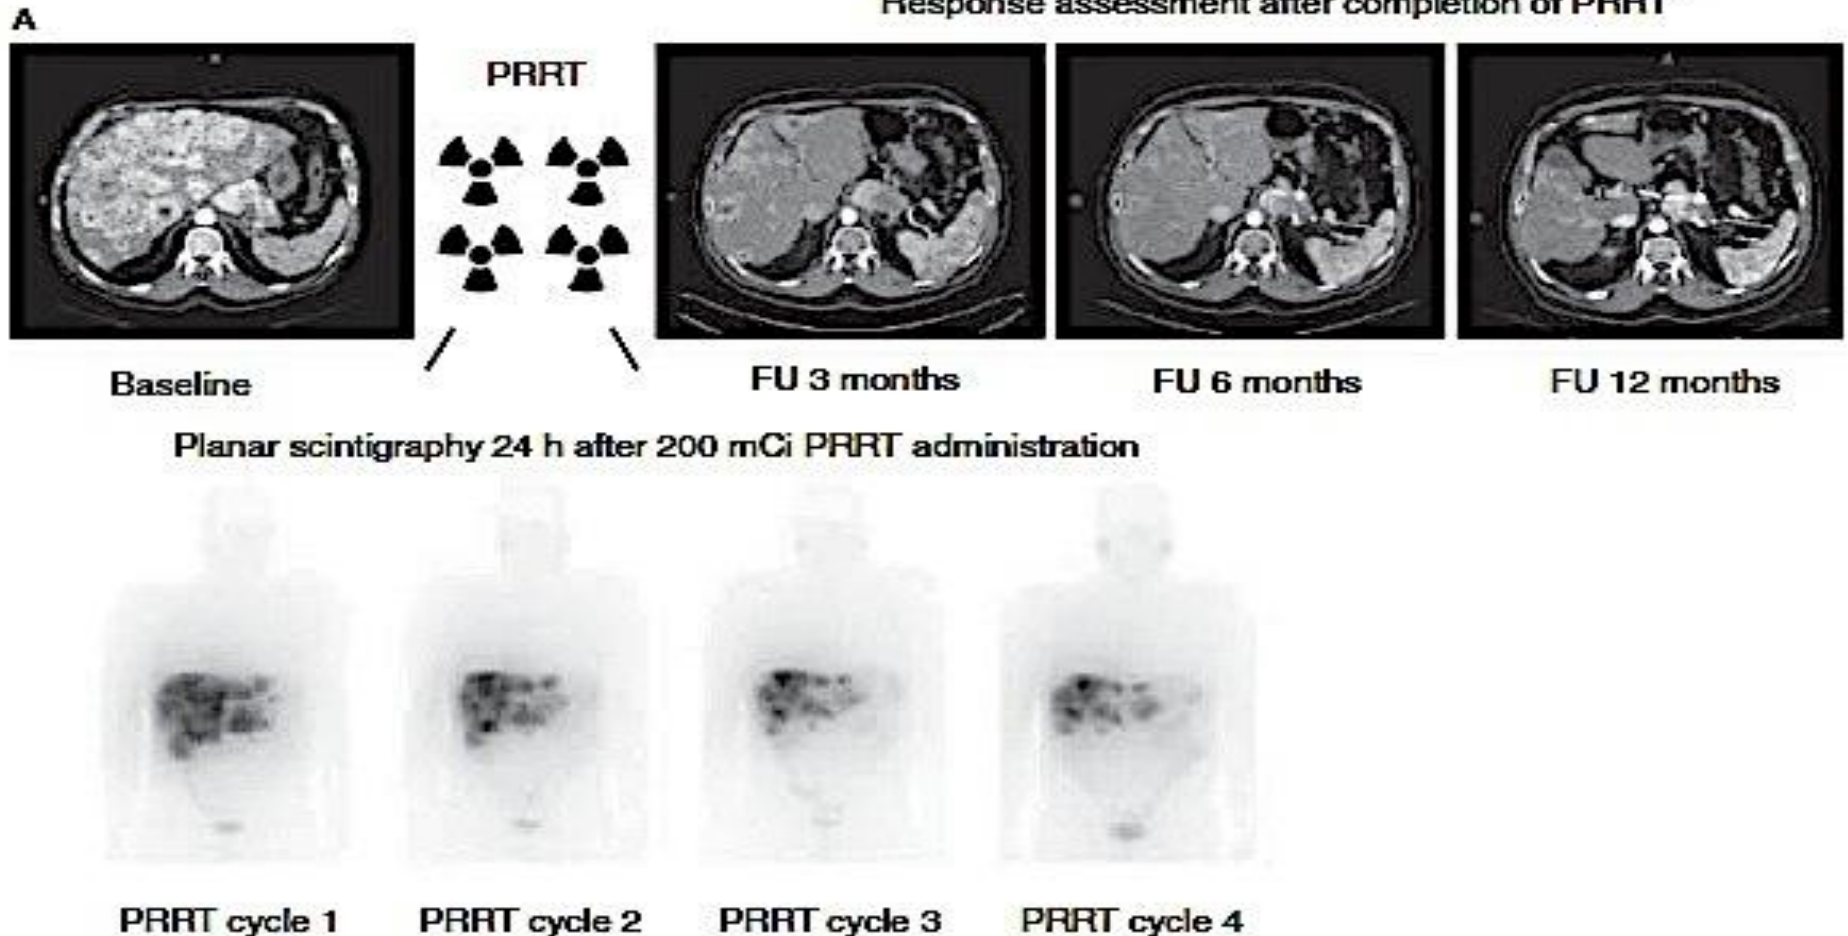 Response assessment after completion of PRRT
A
PRRT
Baseline
FU 3 months
FU 6 months
FU 12 months
Planar scintigraphy 24 h after 200 mCi PRRT administration
PRRT cycle 1
PRRT cycle 2
PRRT cycle 3
PRRT cycle 4